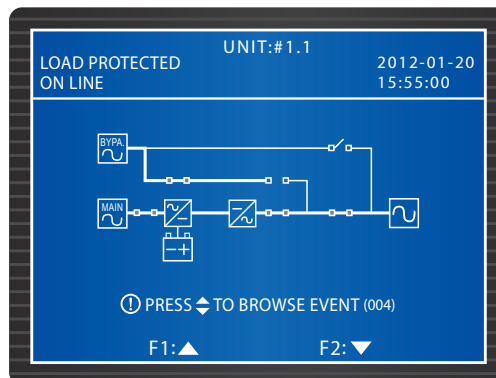 UNIT:#1.1
LOAD PROTECTED
2012-01-20
ON LINE
15:55:00
BYPA.
MAIN
! PRESS TO BROWSE EVENT (004)
F1:
F2: